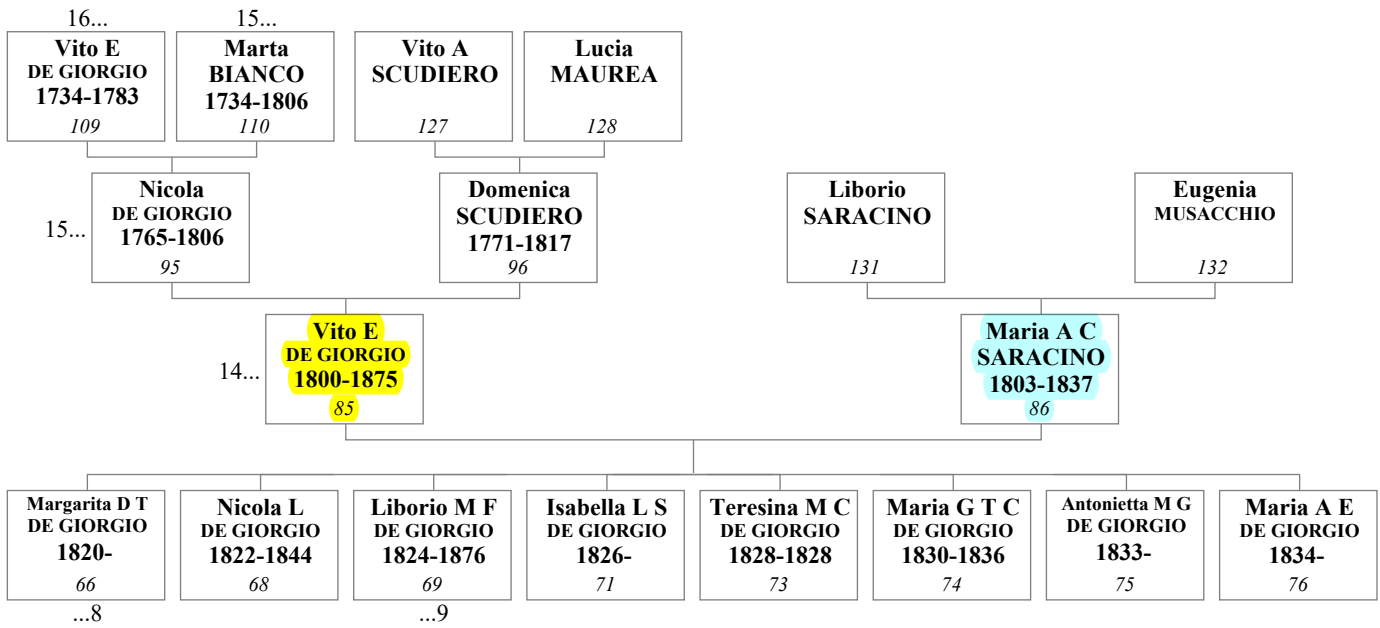 16...
15...
Vito E
DE GIORGIO
1734-1783
109
Marta
BIANCO
1734-1806
110
Vito A
SCUDIERO
127
Lucia
MAUREA
128
15...
Nicola
DE GIORGIO
1765-1806
95
Domenica
SCUDIERO
1771-1817
96
Liborio
SARACINO
131
Eugenia
MUSACCHIO
132
14...
Vito E
DE GIORGIO
1800-1875
85
Maria A C
SARACINO
1803-1837
86
Margarita D T
DE GIORGIO
1820-
66
Nicola L
DE GIORGIO
1822-1844
68
Liborio M F
DE GIORGIO
1824-1876
69
Isabella L S
DE GIORGIO
1826-
71
Teresina M C
DE GIORGIO
1828-1828
73
Maria G T C
DE GIORGIO
1830-1836
74
Antonietta M G
DE GIORGIO
1833-
75
Maria A E
DE GIORGIO
1834-
76
...8
...9